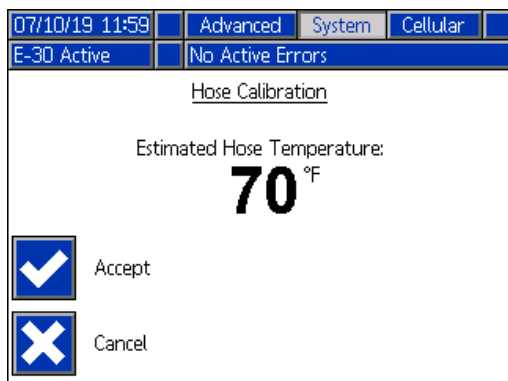 07/10/19 11:59 Advanced System Cellular
E-30 Active No Active Errors
Hose Calibration
Estimated Hose Temperature:
70 °F
Accept
Cancel